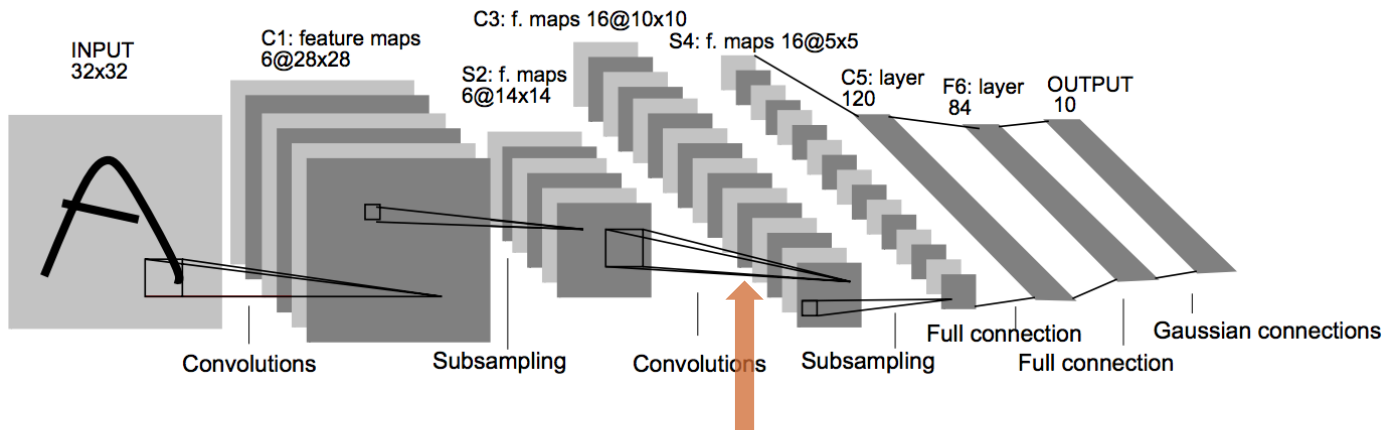 INPUT
32x32
C1: feature maps
6@28x28
S2: f. maps
6@14x14
C3: f. maps 16@10x10
S4: f. maps 16@5x5
C5: layer
120
F6: layer
84
OUTPUT
10
Convolutions
Subsampling
Convolutions
Subsampling
Full connection
Full connection
Gaussian connections